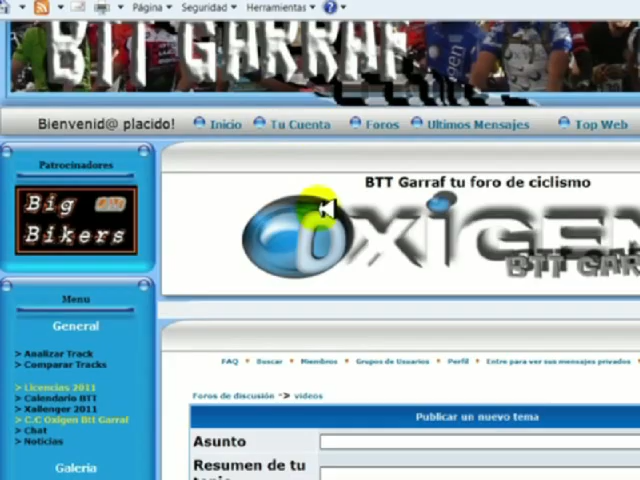 Página Seguridad Herramientas
BTT GARRAF
Bienvenid@ placido! Inicio Tu Cuenta Foros Ultimos Mensajes Top Web
Patrocinadores
Big
Bikers
BTT Garraf tu foro de ciclismo
OXIGEN
BTT GAR
Menu
General
> Analizar Track
> Comparar Tracks
> Licencias 2011
> Calendario BTT
> Xallenger 2011
> C.C Oxigen Btt Garraf
> Chat
> Noticias
Galeria
FAQ Buscar Miembros Grupos de Usuarios Perfil Entre para ver sus mensajes privados
Foros de discusión -> videos
Publicar un nuevo tema
Asunto
Resumen de tu